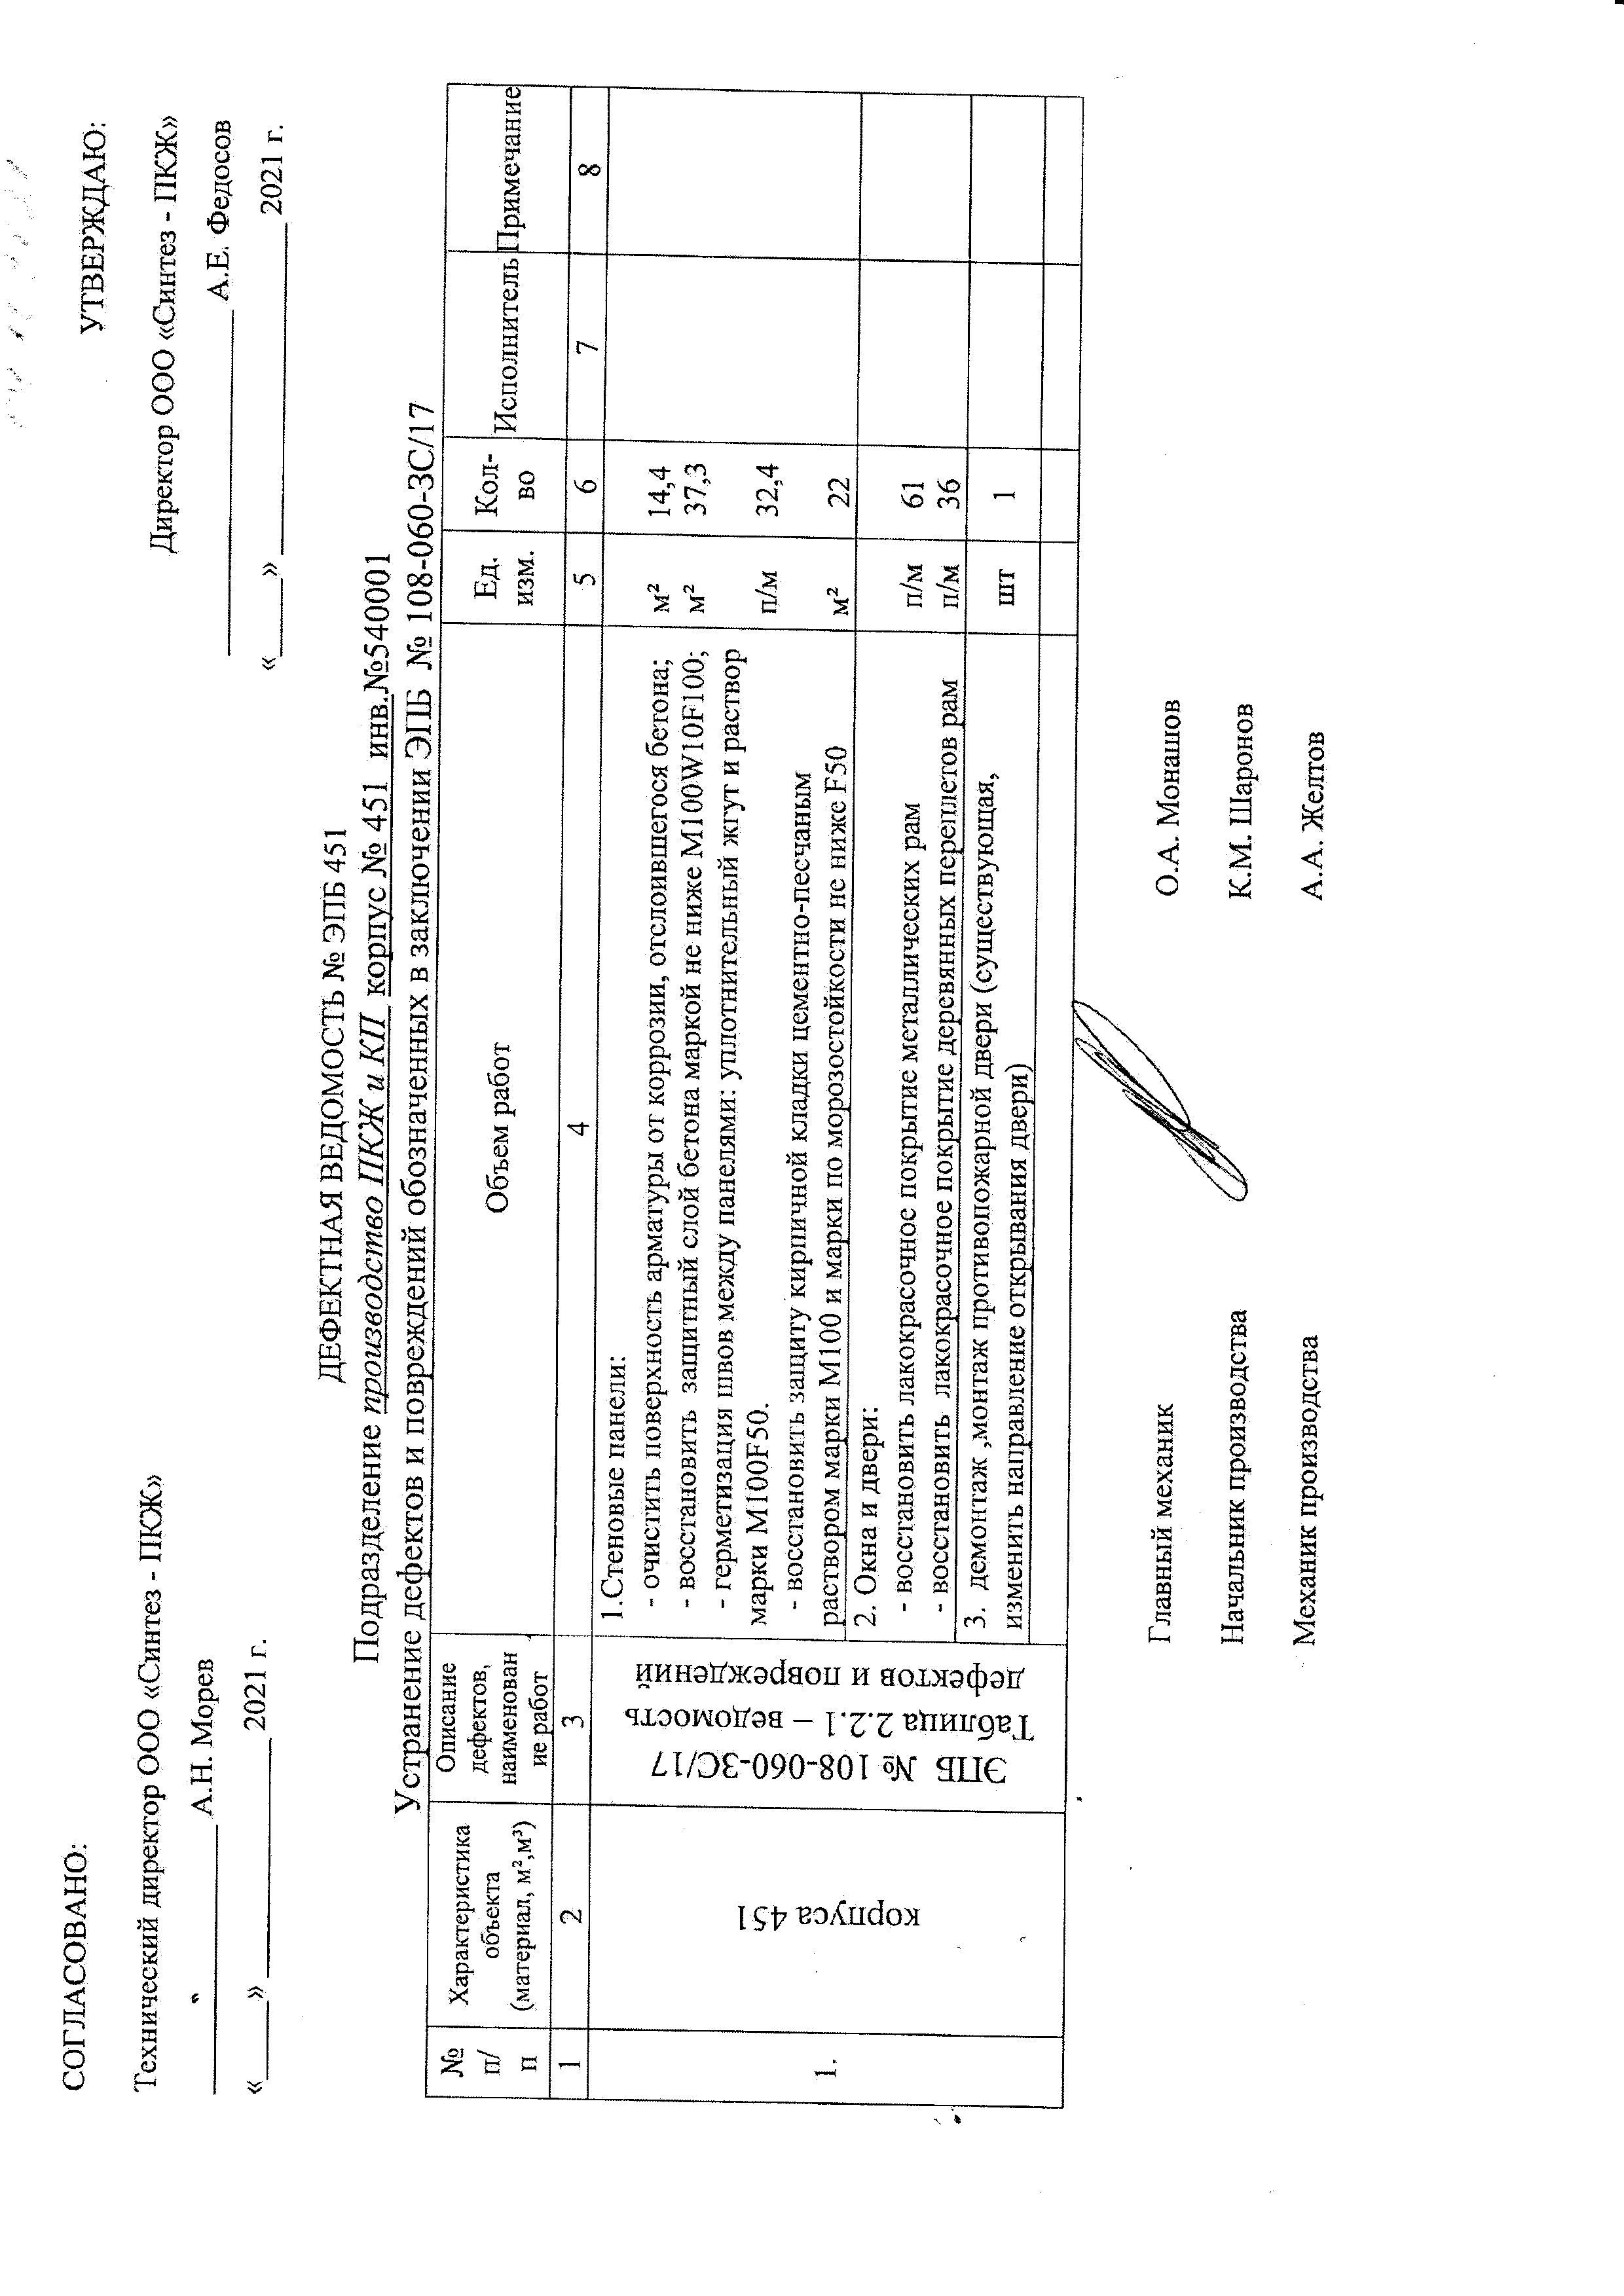 СОГЛАСОВАНО:
Технический директор ООО «Синтез - ПКЖ»
____________________ А.Н. Морев
«_____» ________________ 2021 г.
УТВЕРЖДАЮ:
Директор ООО «Синтез - ПКЖ»
____________________ А.Е. Федосов
«_____» ________________ 2021 г.
ДЕФЕКТНАЯ ВЕДОМОСТЬ № ЭПБ 451
Подразделение производство ПКЖ и КП корпус № 451 инв.№540001
Устранение дефектов и повреждений обозначенных в заключении ЭПБ № 108-060-ЗС/17
№ п/п
Характеристика объекта (материал, м²,м³)
Описание дефектов, наименование работ
Объем работ
Ед. изм.
Кол-во
Исполнитель
Примечание
1 2 3 4 5 6 7 8
1.
корпуса 451
ЭПБ № 108-060-ЗС/17
Таблица 2.2.1 – ведомость
дефектов и повреждений
1.Стеновые панели:
- очистить поверхность арматуры от коррозии, отслоившегося бетона; м² 14,4
- восстановить защитный слой бетона маркой не ниже М100W10F100; м² 37,3
- герметизация швов между панелями: уплотнительный жгут и раствор
марки М100F50. п/м 32,4
- восстановить защиту кирпичной кладки цементно-песчаным
раствором марки М100 и марки по морозостойкости не ниже F50 м² 22
2. Окна и двери:
- восстановить лакокрасочное покрытие металлических рам п/м 61
- восстановить лакокрасочное покрытие деревянных переплетов рам п/м 36
3. демонтаж ,монтаж противопожарной двери (существующая, шт 1
изменить направление открывания двери)
Главный механик О.А. Монашов
Начальник производства К.М. Шаронов
Механик производства А.А. Желтов